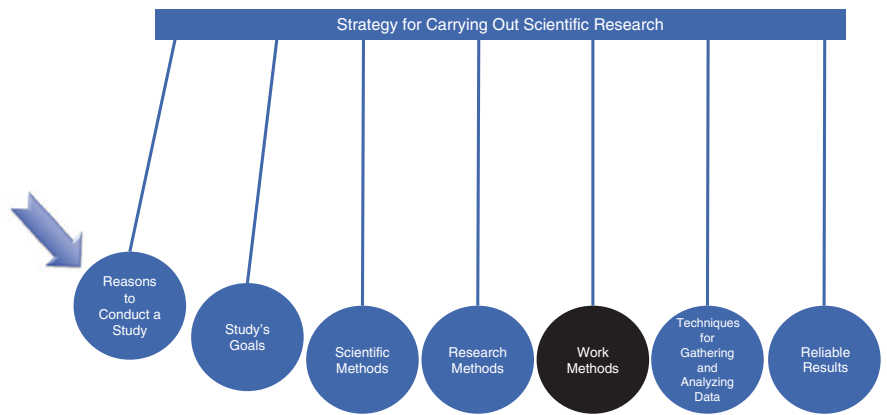 Strategy for Carrying Out Scientific Research
Reasons
to
Conduct a
Study
Study's
Goals
Scientific
Methods
Research
Methods
Work
Methods
Techniques
for
Gathering
and
Analyzing
Data
Reliable
Results